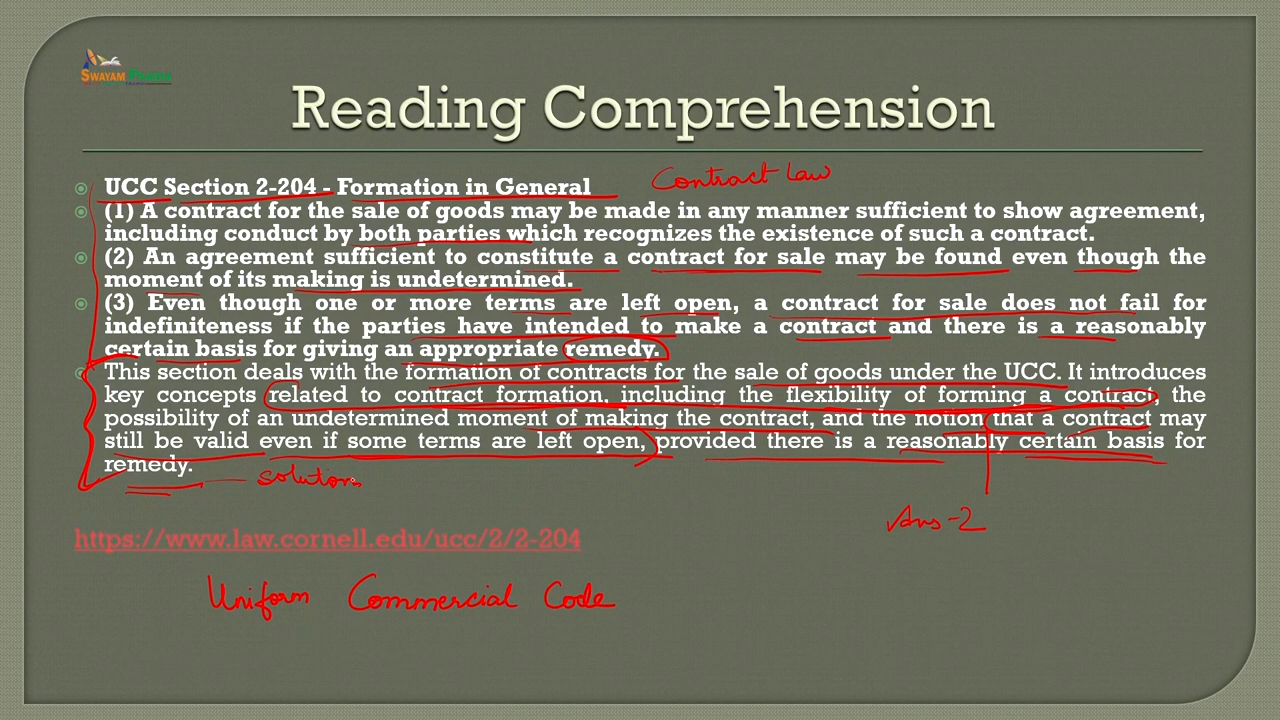 SWAYAM PRABHA
Reading Comprehension
UCC Section 2-204 - Formation in General
Contract Law
(1) A contract for the sale of goods may be made in any manner sufficient to show agreement,
including conduct by both parties which recognizes the existence of such a contract.
(2) An agreement sufficient to constitute a contract for sale may be found even though the
moment of its making is undetermined.
(3) Even though one or more terms are left open, a contract for sale does not fail for
indefiniteness if the parties have intended to make a contract and there is a reasonably
certain basis for giving an appropriate remedy.
This section deals with the formation of contracts for the sale of goods under the UCC. It introduces
key concepts related to contract formation, including the flexibility of forming a contract, the
possibility of an undetermined moment of making the contract, and the notion that a contract may
still be valid even if some terms are left open, provided there is a reasonably certain basis for
remedy.
solution
Ans-2
https://www.law.cornell.edu/ucc/2/2-204
Uniform Commercial Code